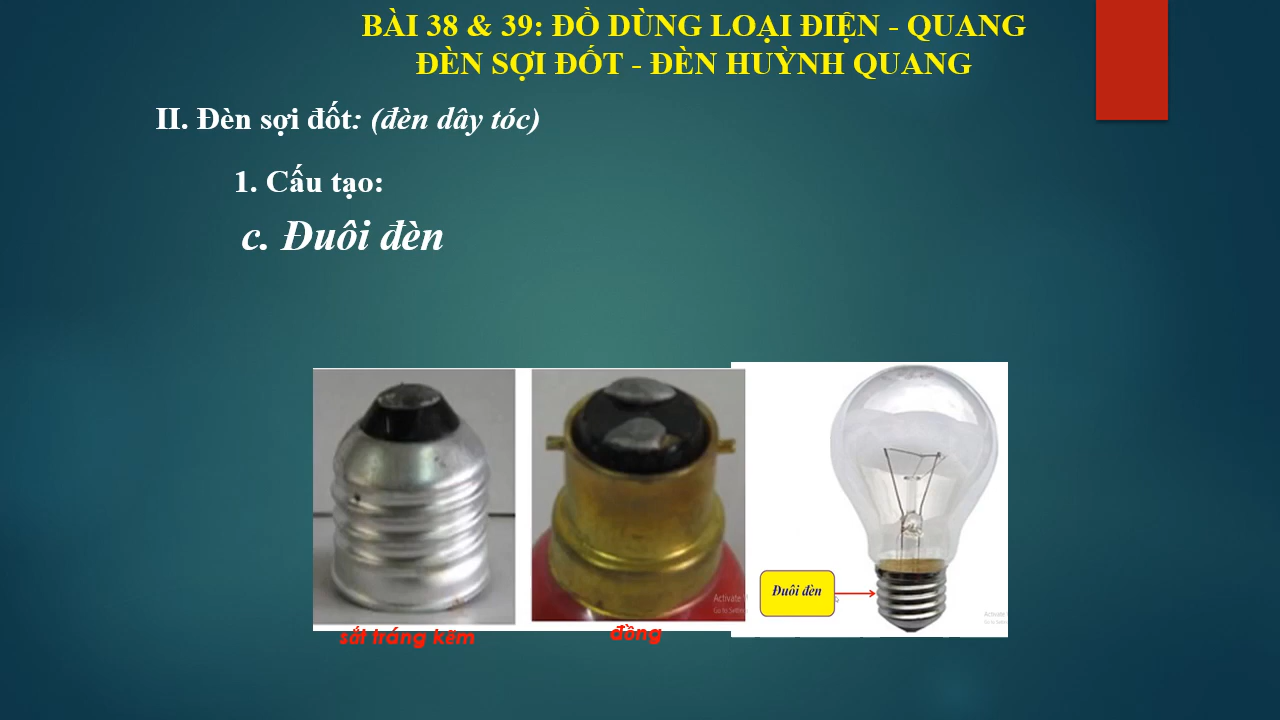 BÀI 38 & 39: ĐỒ DÙNG LOẠI ĐIỆN - QUANG
ĐÈN SỢI ĐỐT - ĐÈN HUỲNH QUANG
II. Đèn sợi đốt: (đèn dây tóc)
1. Cấu tạo:
c. Đuôi đèn
Đuôi đèn
sắt tráng kẽm
đồng